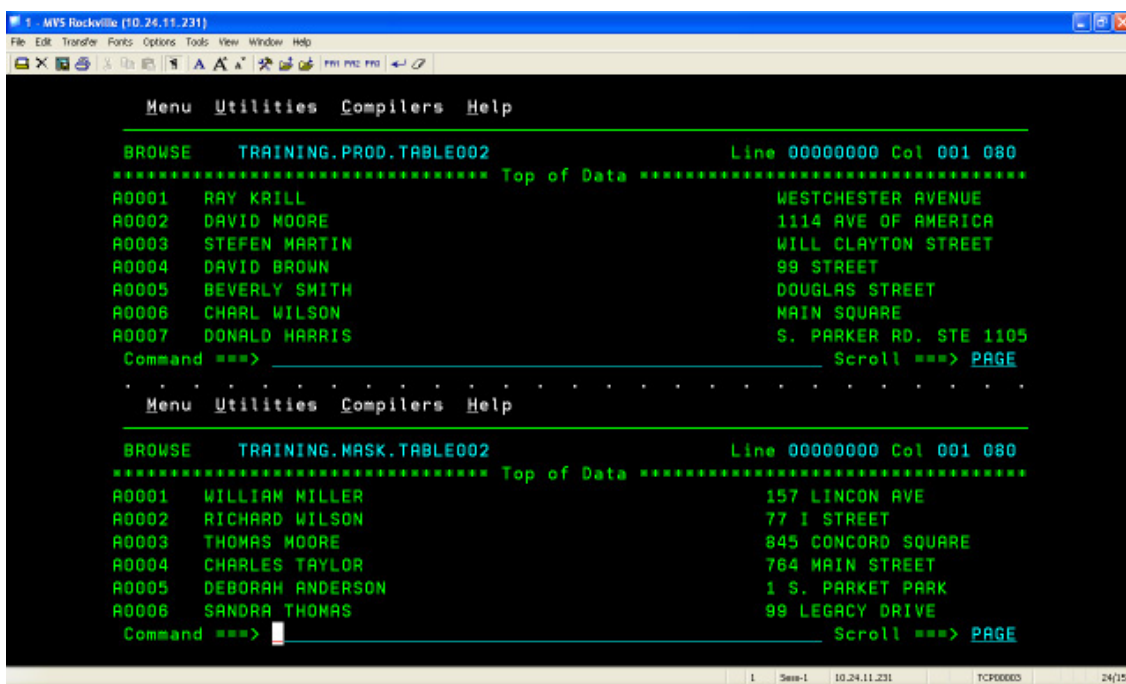 1 - MVS Rockville (10.24.11.231)
File Edit Transfer Fonts Options Tools View Window Help
PA1 PA2 PA3
Menu Utilities Compilers Help
BROWSE TRAINING.PROD.TABLE002 Line 00000000 Col 001 080
********************************* Top of Data **********************************
A0001 RAY KRILL WESTCHESTER AVENUE
A0002 DAVID MOORE 1114 AVE OF AMERICA
A0003 STEFEN MARTIN WILL CLAYTON STREET
A0004 DAVID BROWN 99 STREET
A0005 BEVERLY SMITH DOUGLAS STREET
A0006 CHARL WILSON MAIN SQUARE
A0007 DONALD HARRIS S. PARKER RD. STE 1105
Command ===> Scroll ===> PAGE
. . . . . . . . . . . . . . . . . . . . . . . . . . .
Menu Utilities Compilers Help
BROWSE TRAINING.MASK.TABLE002 Line 00000000 Col 001 080
********************************* Top of Data **********************************
A0001 WILLIAM MILLER 157 LINCON AVE
A0002 RICHARD WILSON 77 I STREET
A0003 THOMAS MOORE 845 CONCORD SQUARE
A0004 CHARLES TAYLOR 764 MAIN STREET
A0005 DEBORAH ANDERSON 1 S. PARKET PARK
A0006 SANDRA THOMAS 99 LEGACY DRIVE
Command ===> Scroll ===> PAGE
1 Sess-1 10.24.11.231 TCP00003 24/15